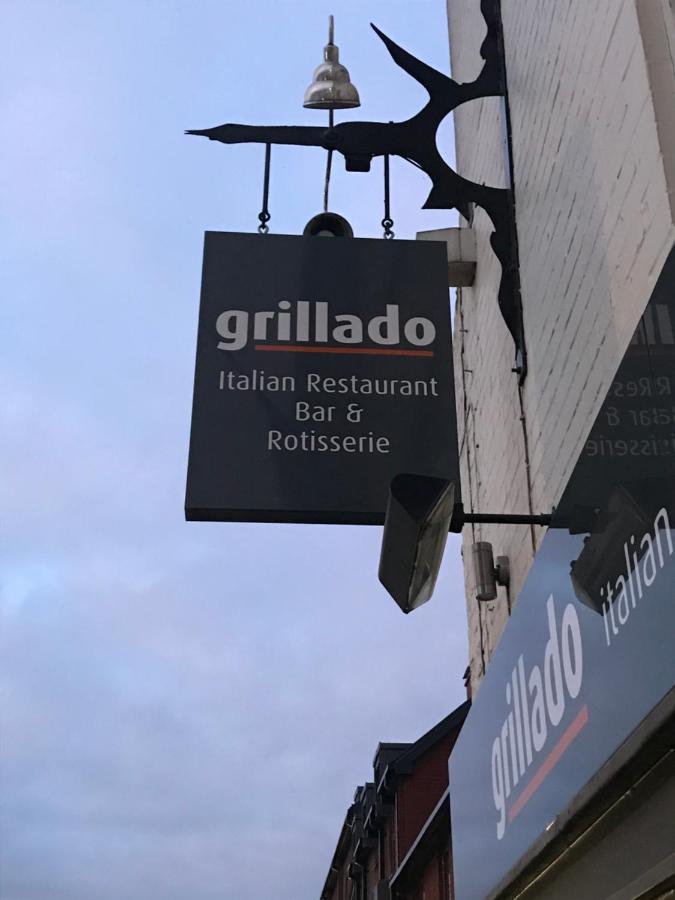 grillado
Italian Restaurant
Bar &
Rotisserie
grillado italian